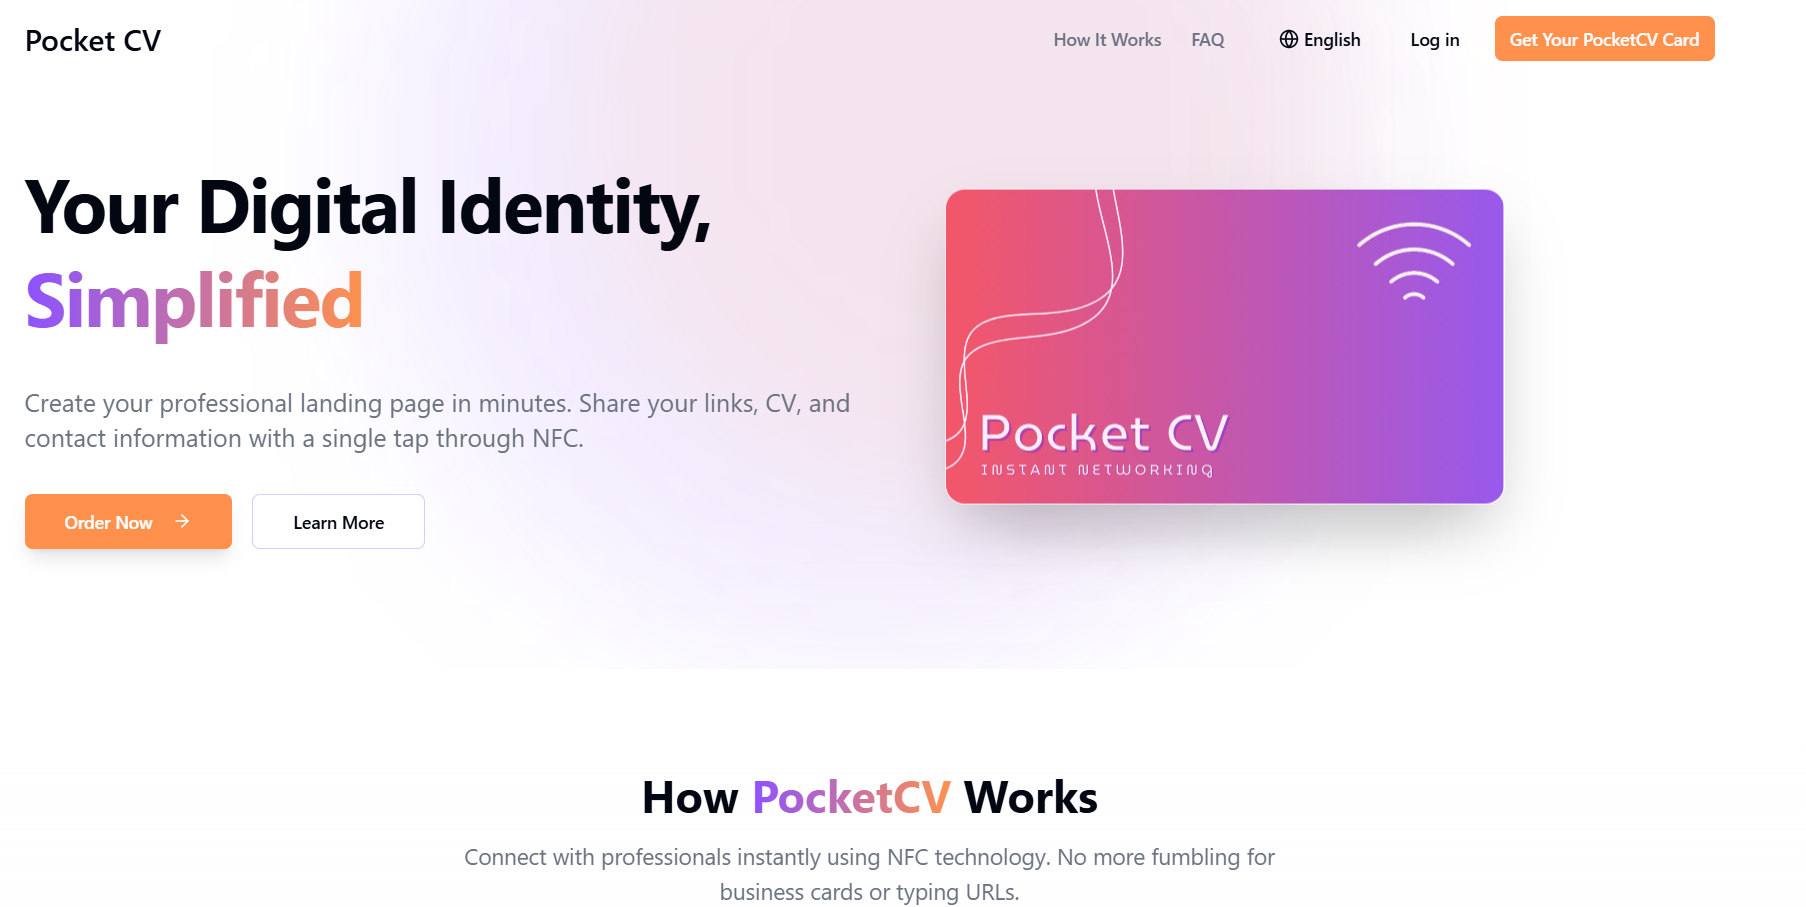 Pocket CV
How It Works
FAQ
English
Log in
Get Your PocketCV Card
Your Digital Identity,
Simplified
Create your professional landing page in minutes. Share your links, CV, and
contact information with a single tap through NFC.
Order Now
Learn More
Pocket CV
INSTANT NETWORKING
How PocketCV Works
Connect with professionals instantly using NFC technology. No more fumbling for
business cards or typing URLs.